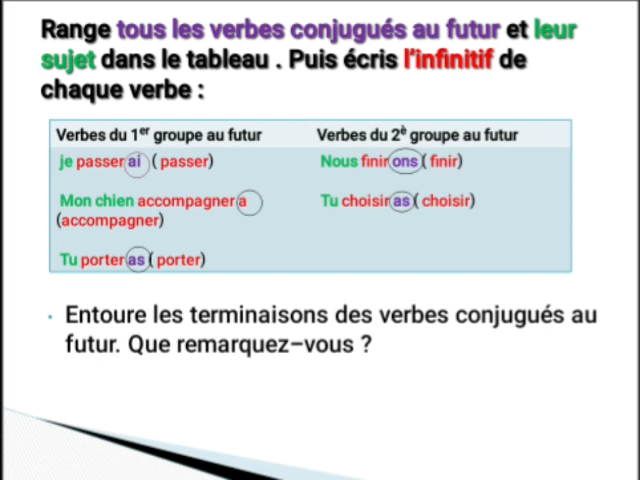 Range tous les verbes conjugués au futur et leur
sujet dans le tableau . Puis écris l'infinitif de
chaque verbe :
Verbes du 1er groupe au futur
Verbes du 2è groupe au futur
je passerai ( passer)
Nous finirons ( finir)
Mon chien accompagnera
(accompagner)
Tu choisiras ( choisir)
Tu porteras ( porter)
• Entoure les terminaisons des verbes conjugués au
futur. Que remarquez–vous ?